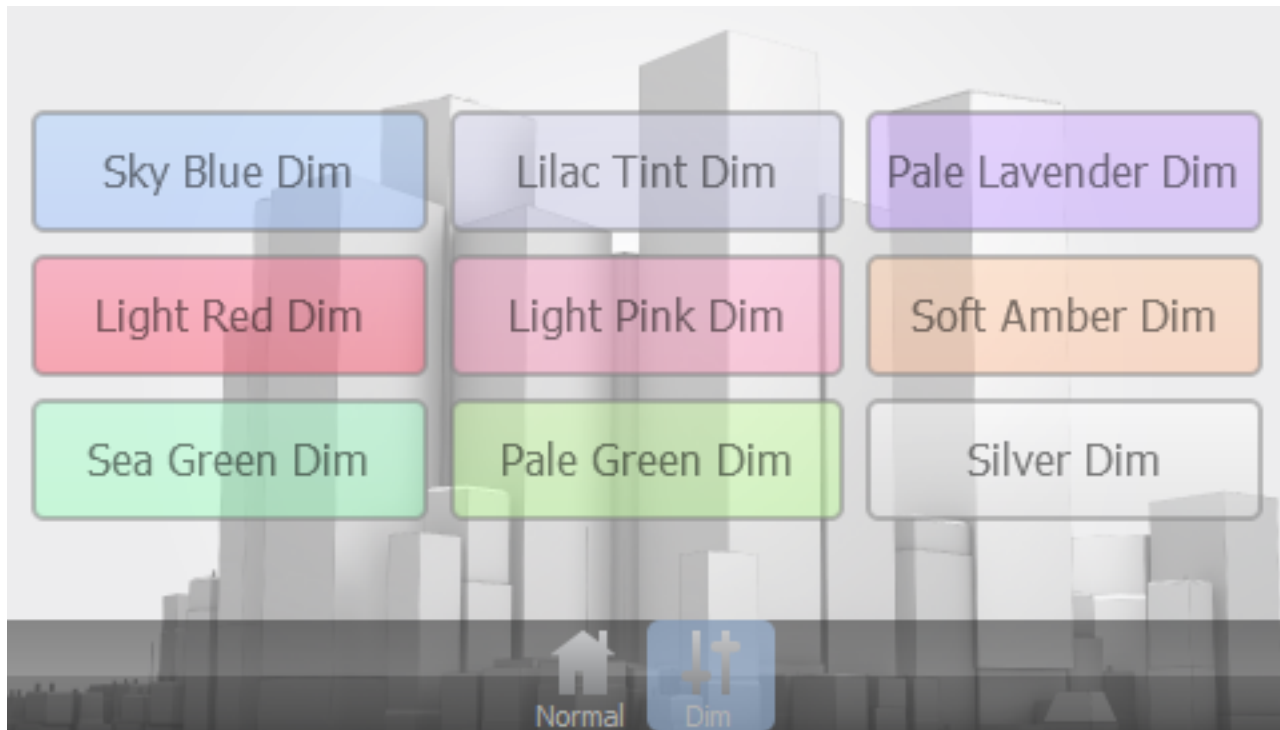 Sky Blue Dim
Lilac Tint Dim
Pale Lavender Dim
Light Red Dim
Light Pink Dim
Soft Amber Dim
Sea Green Dim
Pale Green Dim
Silver Dim
Normal
Dim